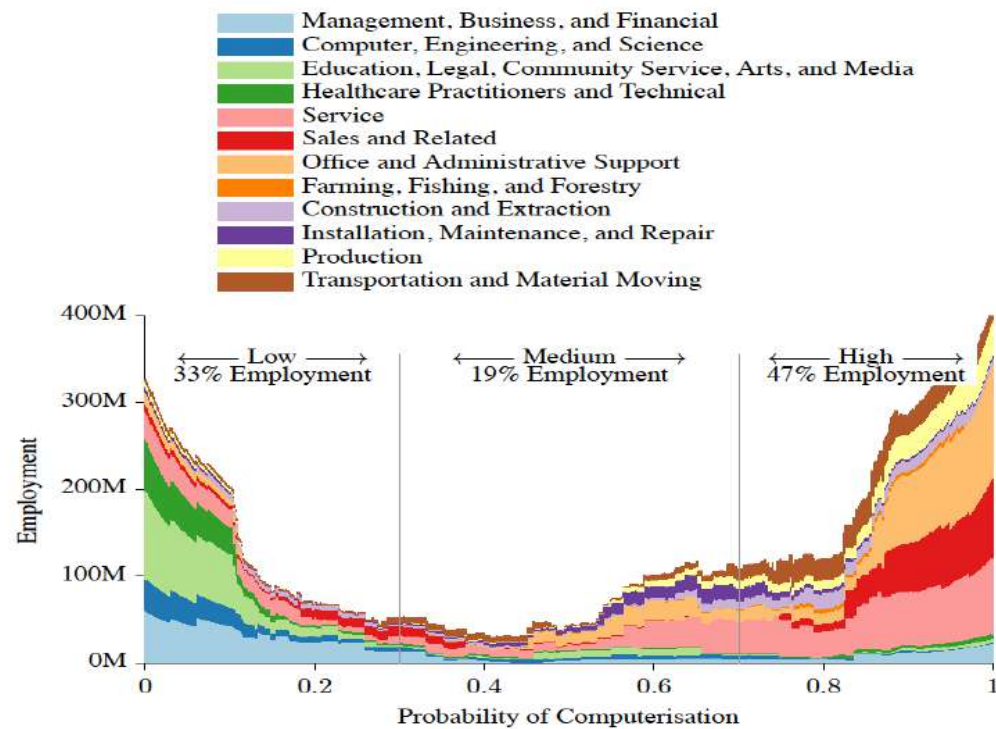 Management, Business, and Financial
Computer, Engineering, and Science
Education, Legal, Community Service, Arts, and Media
Healthcare Practitioners and Technical
Service
Sales and Related
Office and Administrative Support
Farming, Fishing, and Forestry
Construction and Extraction
Installation, Maintenance, and Repair
Production
Transportation and Material Moving
400M
←— Low —→ ←— Medium —→ ←— High —→
33% Employment 19% Employment 47% Employment
300M
Employment
200M
100M
0M
0 0.2 0.4 0.6 0.8 1
Probability of Computerisation